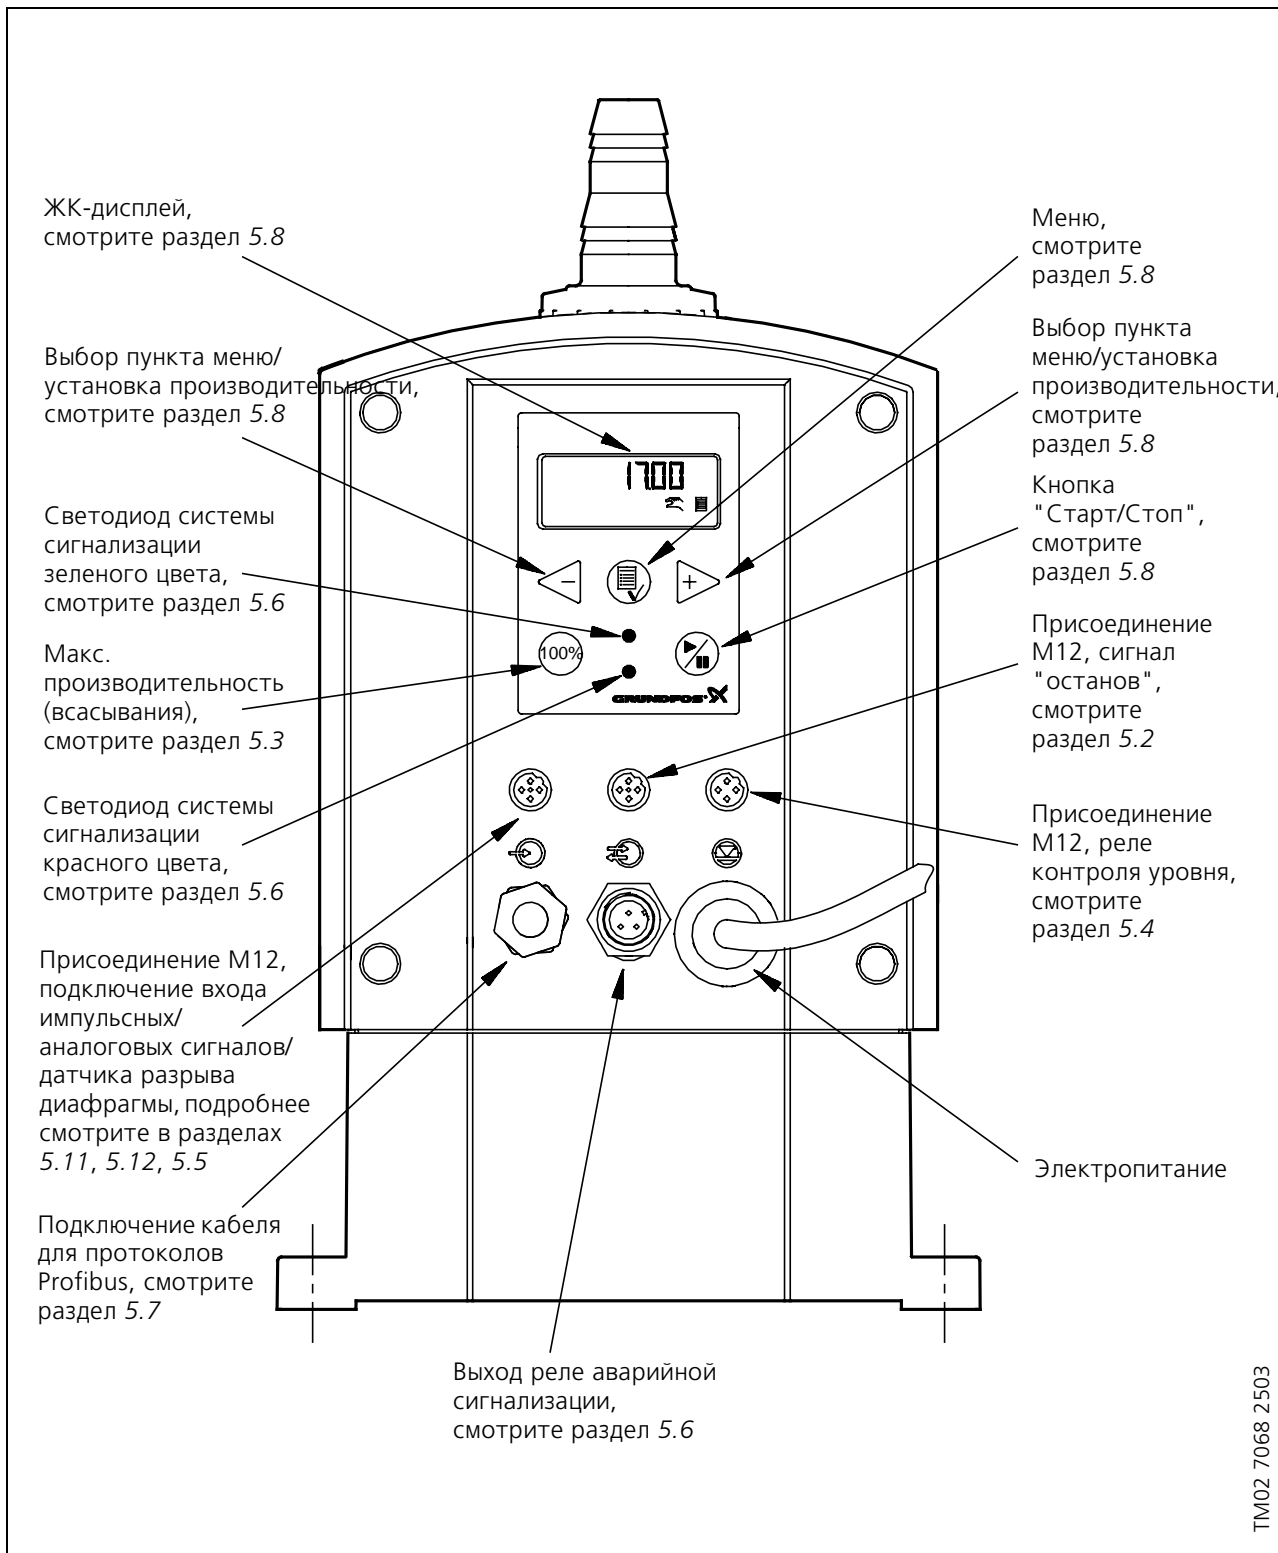 ЖК-дисплей,
смотрите раздел 5.8
Выбор пункта меню/
установка производительности,
смотрите раздел 5.8
Светодиод системы
сигнализации
зеленого цвета,
смотрите раздел 5.6
Макс.
производительность
(всасывания),
смотрите раздел 5.3
Светодиод системы
сигнализации
красного цвета,
смотрите раздел 5.6
Присоединение М12,
подключение входа
импульсных/
аналоговых сигналов/
датчика разрыва
диафрагмы, подробнее
смотрите в разделах
5.11, 5.12, 5.5
Подключение кабеля
для протоколов
Profibus, смотрите
раздел 5.7
17.00
100%
GRUNDFOS
Меню,
смотрите
раздел 5.8
Выбор пункта
меню/установка
производительности,
смотрите
раздел 5.8
Кнопка
"Старт/Стоп",
смотрите
раздел 5.8
Присоединение
М12, сигнал
"останов",
смотрите
раздел 5.2
Присоединение
М12, реле
контроля уровня,
смотрите
раздел 5.4
Электропитание
Выход реле аварийной
сигнализации,
смотрите раздел 5.6
TM02 7068 2503